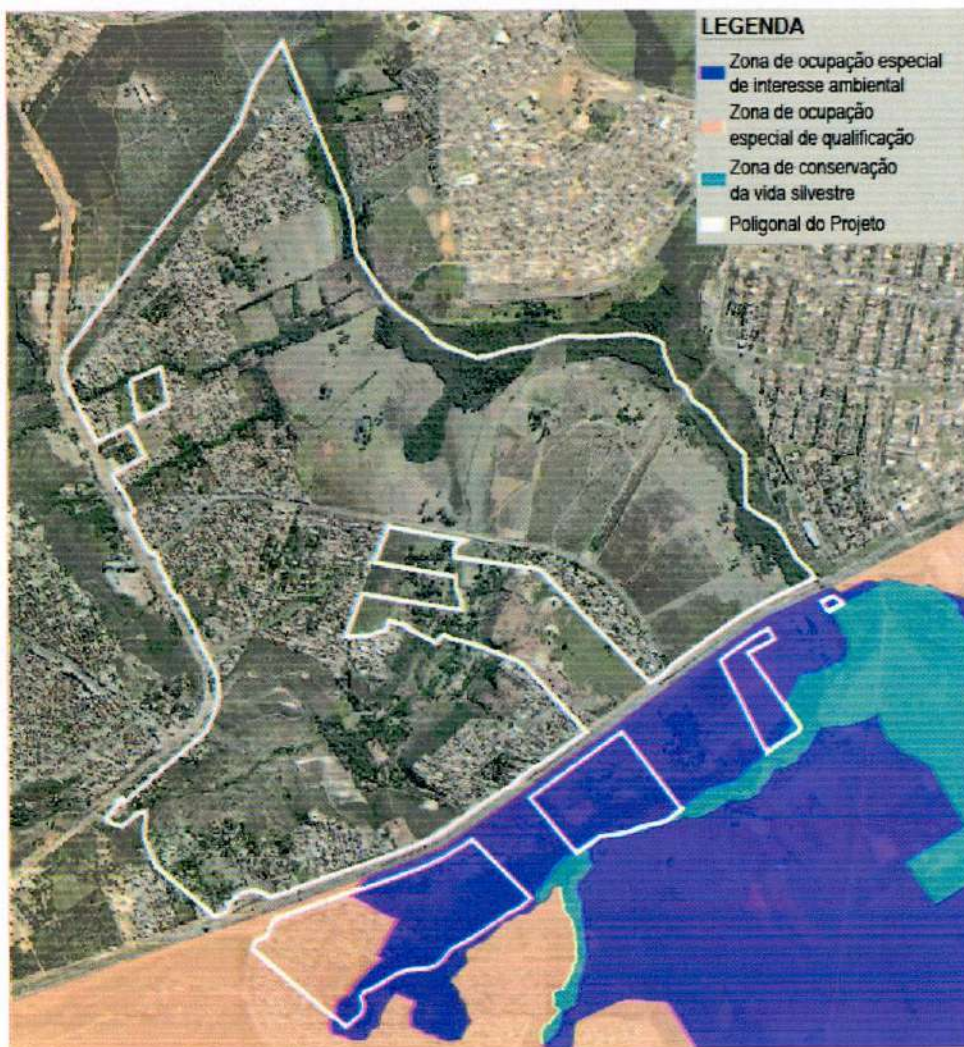 LEGENDA
Zona de ocupação especial
de interesse ambiental
Zona de ocupação
especial de qualificação
Zona de conservação
da vida silvestre
Poligonal do Projeto